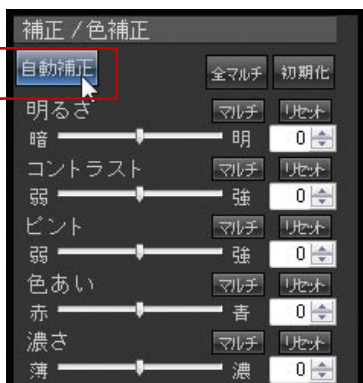 補正 / 色補正
自動補正 全マルチ 初期化
明るさ マルチ リセット
暗 明 0
コントラスト マルチ リセット
弱 強 0
ピント マルチ リセット
弱 強 0
色あい マルチ リセット
赤 青 0
濃さ マルチ リセット
薄 濃 0